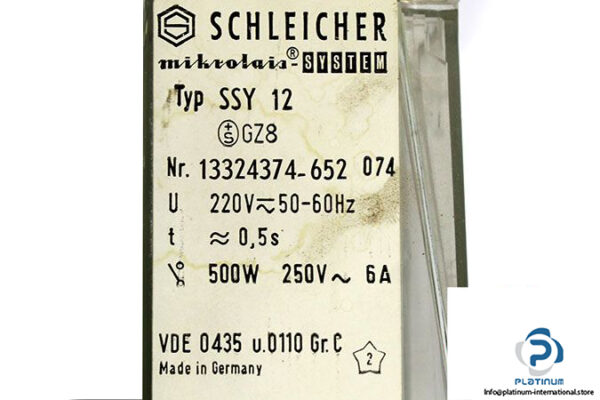 S SCHLEICHER
mikrolais®-SYSTEM
Typ SSY 12
+S GZ8
Nr. 13324374-652 074
U 220V≂50-60Hz
t ≈ 0,5s
500W 250V~ 6A
VDE 0435 u.0110 Gr.C 2
Made in Germany
P
PLATINUM
Info@platinum-international.store